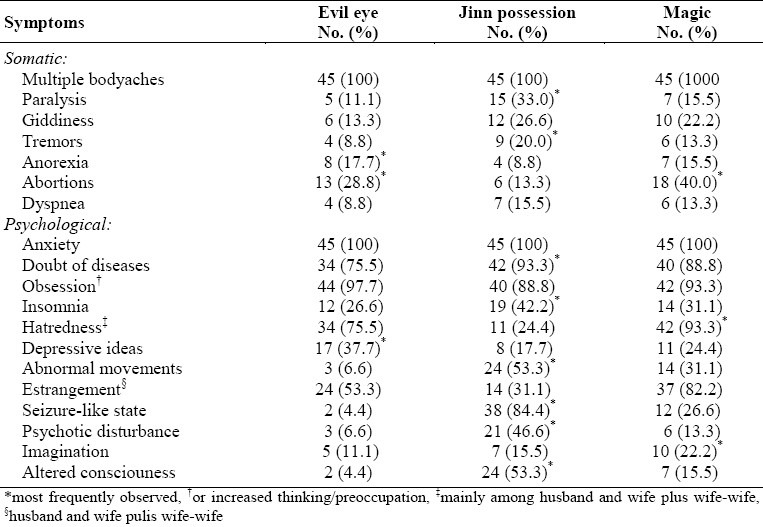 Symptoms Evil eye No. (%) Jinn possession No. (%) Magic No. (%)
Somatic:
Multiple bodyaches 45 (100) 45 (100) 45 (1000
Paralysis 5 (11.1) 15 (33.0)* 7 (15.5)
Giddiness 6 (13.3) 12 (26.6) 10 (22.2)
Tremors 4 (8.8) 9 (20.0)* 6 (13.3)
Anorexia 8 (17.7)* 4 (8.8) 7 (15.5)
Abortions 13 (28.8)* 6 (13.3) 18 (40.0)*
Dyspnea 4 (8.8) 7 (15.5) 6 (13.3)
Psychological:
Anxiety 45 (100) 45 (100) 45 (100)
Doubt of diseases 34 (75.5) 42 (93.3)* 40 (88.8)
Obsession† 44 (97.7) 40 (88.8) 42 (93.3)
Insomnia 12 (26.6) 19 (42.2)* 14 (31.1)
Hatredness‡ 34 (75.5) 11 (24.4) 42 (93.3)*
Depressive ideas 17 (37.7)* 8 (17.7) 11 (24.4)
Abnormal movements 3 (6.6) 24 (53.3)* 14 (31.1)
Estrangement§ 24 (53.3) 14 (31.1) 37 (82.2)
Seizure-like state 2 (4.4) 38 (84.4)* 12 (26.6)
Psychotic disturbance 3 (6.6) 21 (46.6)* 6 (13.3)
Imagination 5 (11.1) 7 (15.5) 10 (22.2)*
Altered consciouness 2 (4.4) 24 (53.3)* 7 (15.5)
*most frequently observed, †or increased thinking/preoccupation, ‡mainly among husband and wife plus wife-wife,
§husband and wife pulis wife-wife